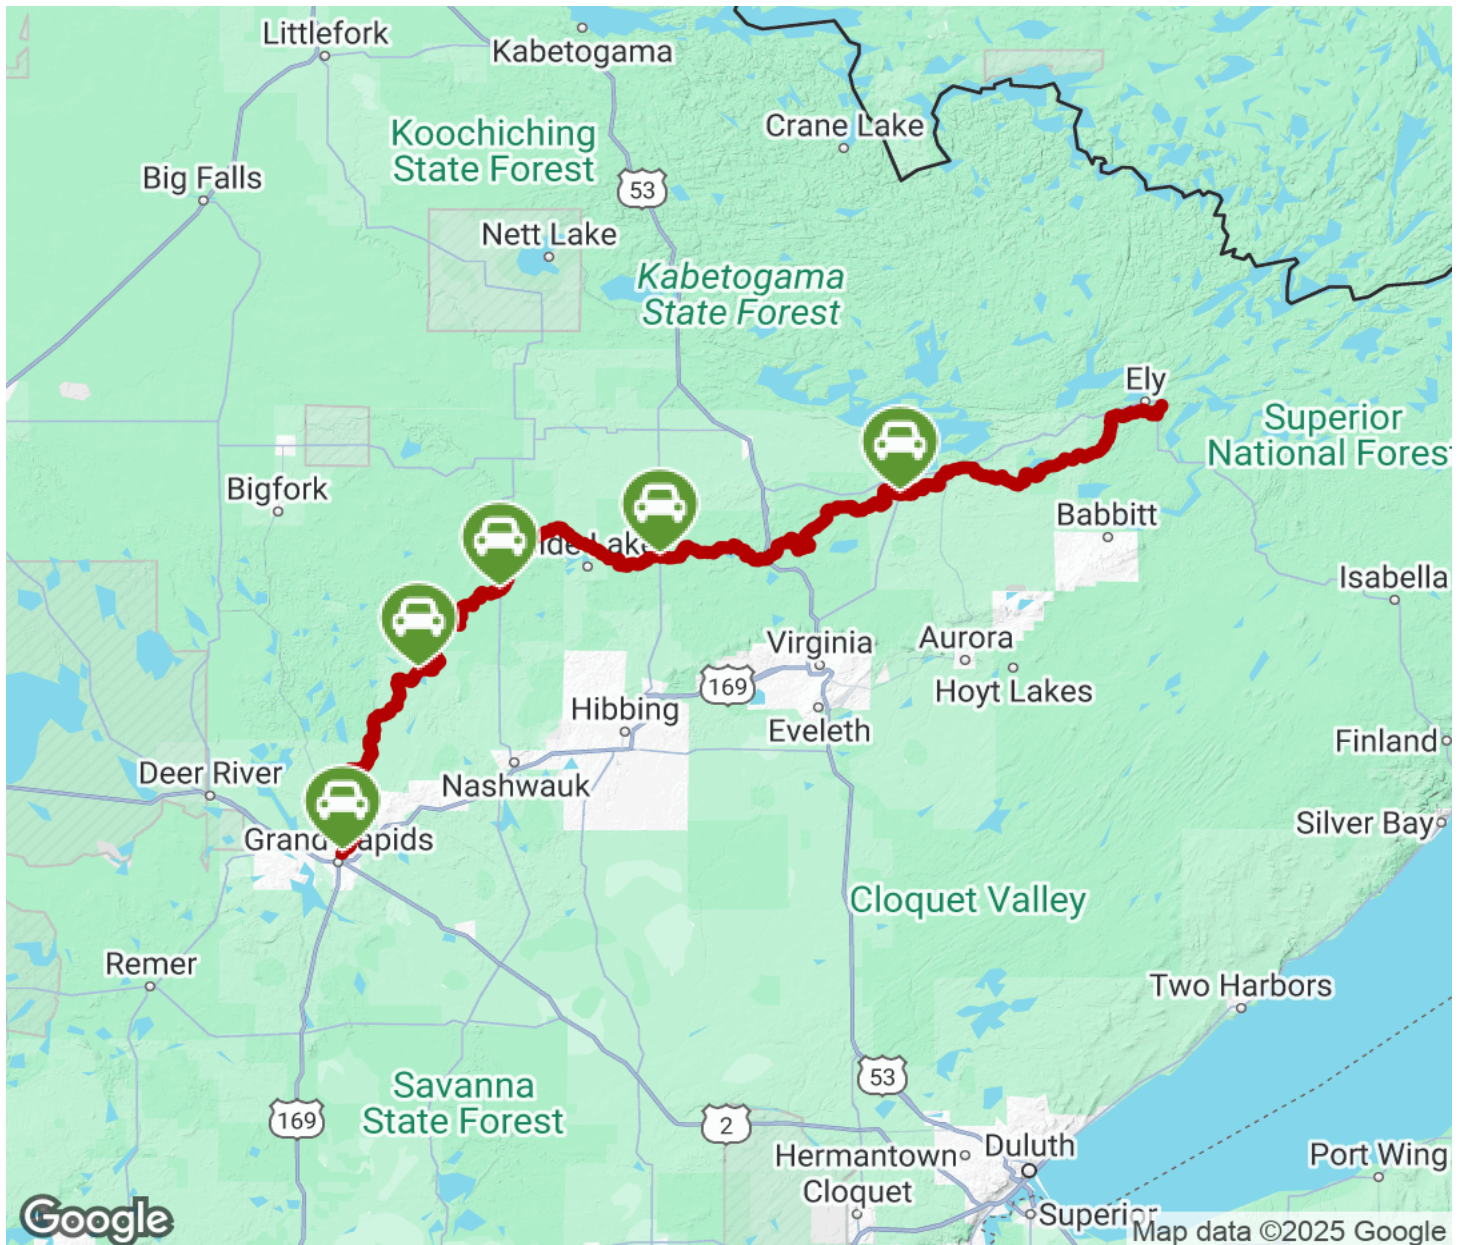 Littlefork
Kabetogama
Koochiching
State Forest
Crane Lake
Big Falls
53
Nett Lake
Kabetogama
State Forest
Ely
Superior
National Forest
Bigfork
Babbitt
Lake
Isabella
Virginia
Aurora
169
Hoyt Lakes
Hibbing
Eveleth
Finland
Deer River
Nashwauk
Silver Bay
Grand Rapids
Cloquet Valley
Remer
Two Harbors
53
Savanna
State Forest
169
2
Duluth
Hermantown
Port Wing
Cloquet
Superior
Google
Map data ©2025 Google